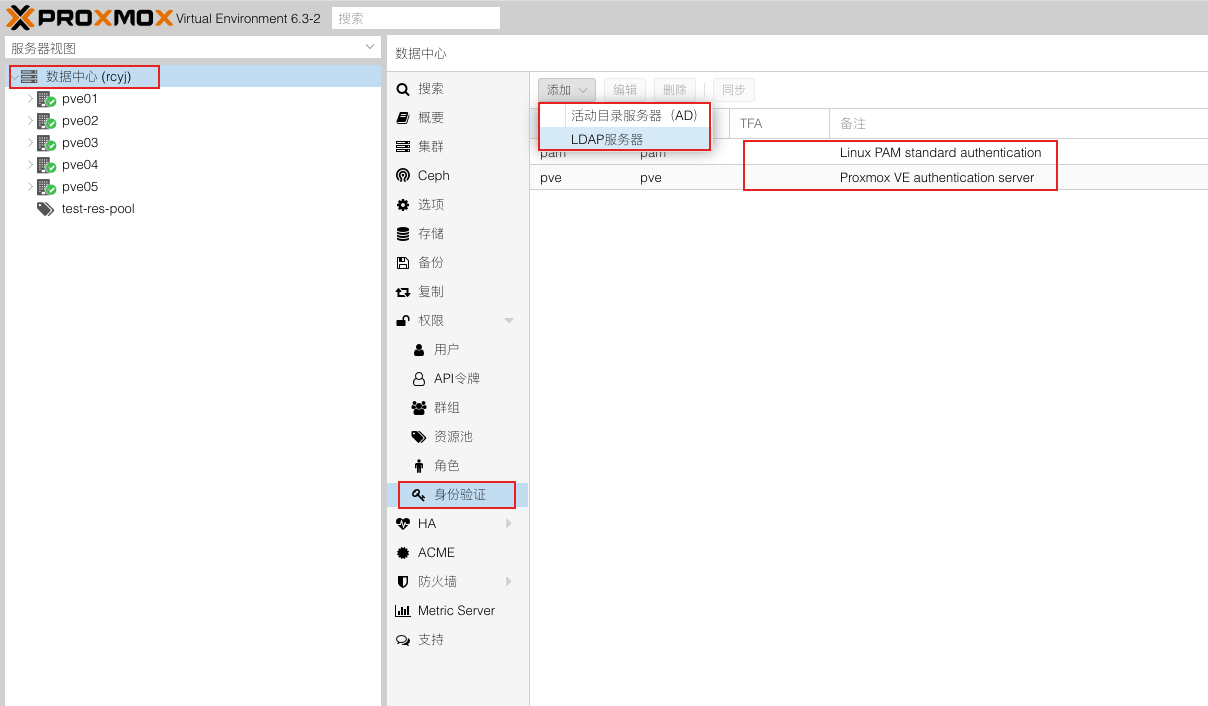 PROXMOX Virtual Environment 6.3-2 搜索
服务器视图
数据中心 (rcyj)
pve01
pve02
pve03
pve04
pve05
test-res-pool
数据中心
搜索
概要
集群
Ceph
选项
存储
备份
复制
权限
用户
API令牌
群组
资源池
角色
身份验证
HA
ACME
防火墙
Metric Server
支持
添加 编辑 删除 同步
活动目录服务器（AD）
LDAP服务器
TFA 备注
pam pam Linux PAM standard authentication
pve pve Proxmox VE authentication server